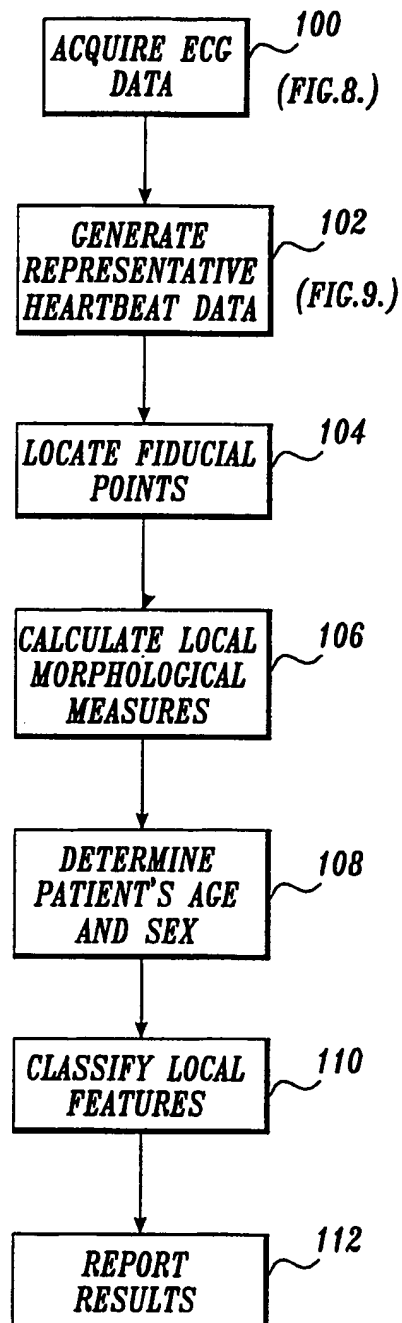 100
ACQUIRE ECG
DATA
(FIG.8.)
102
GENERATE
REPRESENTATIVE
HEARTBEAT DATA
(FIG.9.)
104
LOCATE FIDUCIAL
POINTS
106
CALCULATE LOCAL
MORPHOLOGICAL
MEASURES
108
DETERMINE
PATIENT'S AGE
AND SEX
110
CLASSIFY LOCAL
FEATURES
112
REPORT
RESULTS